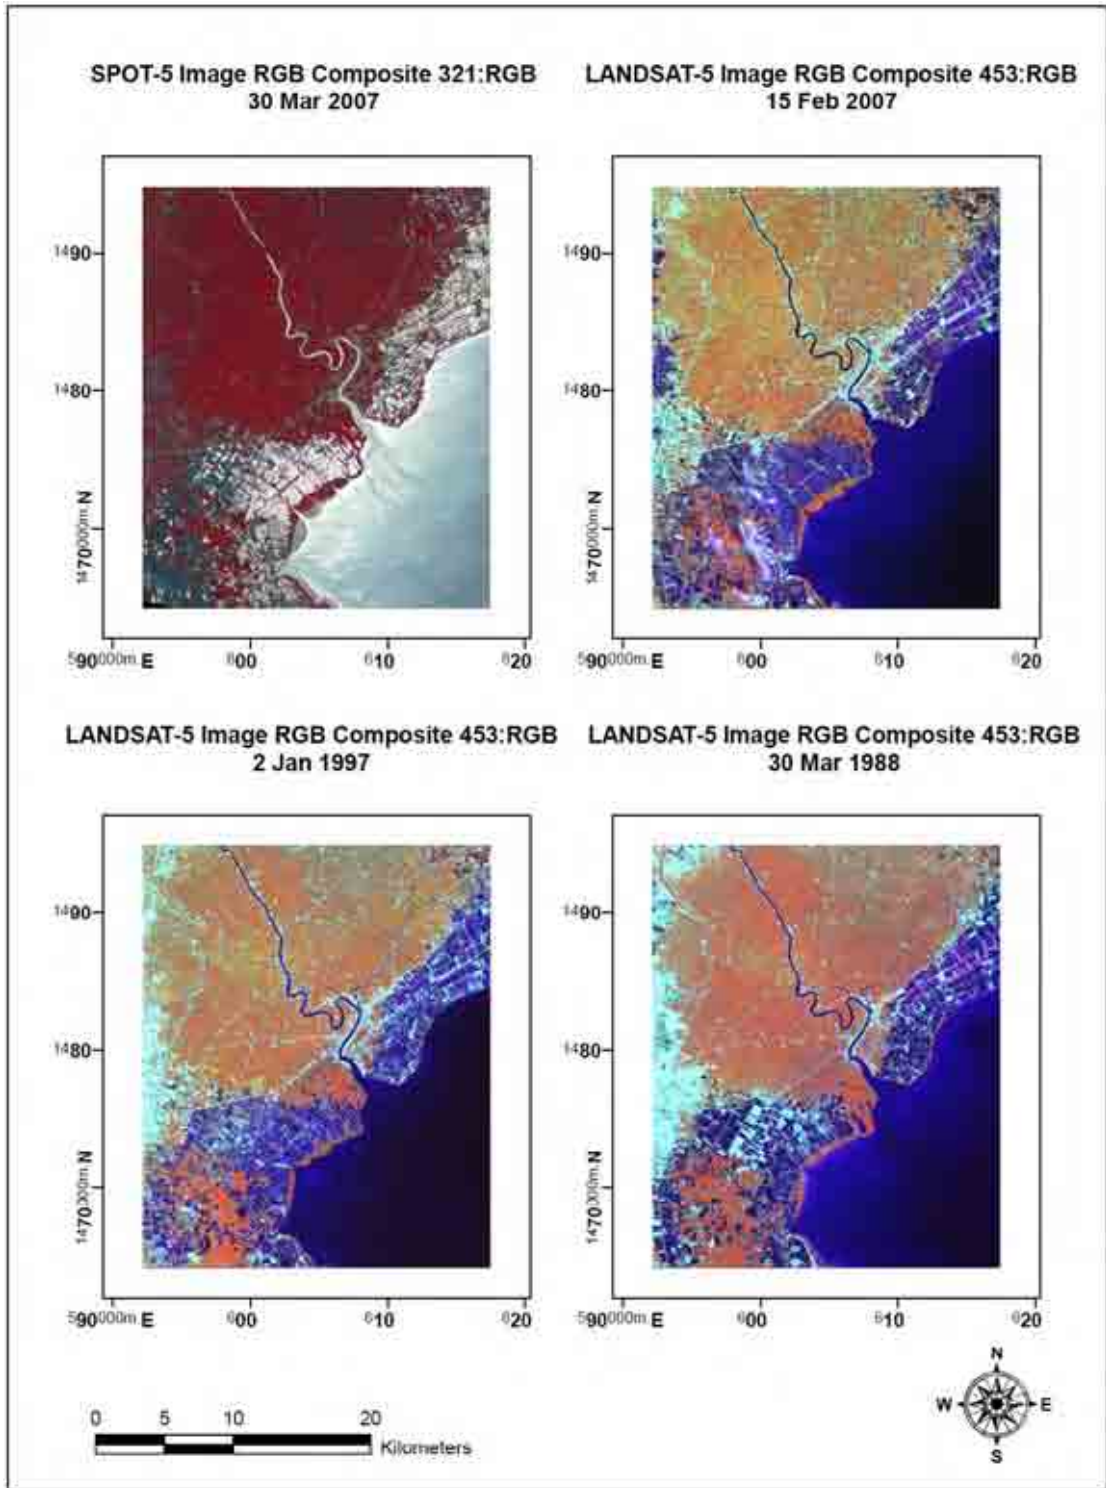 SPOT-5 Image RGB Composite 321:RGB
30 Mar 2007
LANDSAT-5 Image RGB Composite 453:RGB
15 Feb 2007
1490
1480
1470000m. N
590000m. E
600
610
620
1490
1480
1470000m. N
590000m. E
600
610
620
LANDSAT-5 Image RGB Composite 453:RGB
2 Jan 1997
LANDSAT-5 Image RGB Composite 453:RGB
30 Mar 1988
1490
1480
1470000m. N
590000m. E
600
610
620
1490
1480
1470000m. N
590000m. E
600
610
620
0 5 10 20
Kilometers
N
W E
S